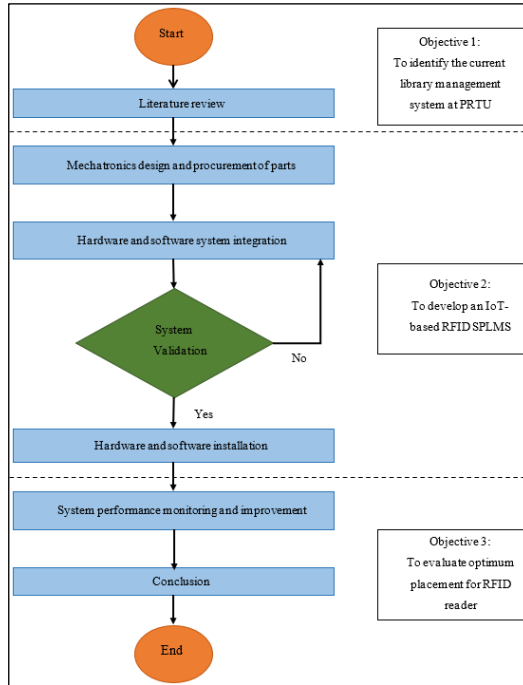 Start
Objective 1:
To identify the current
library management
system at PRTU
Literature review
Mechatronics design and procurement of parts
Hardware and software system integration
System
Validation
No
Yes
Objective 2:
To develop an IoT-
based RFID SPLMS
Hardware and software installation
System performance monitoring and improvement
Conclusion
End
Objective 3:
To evaluate optimum
placement for RFID
reader